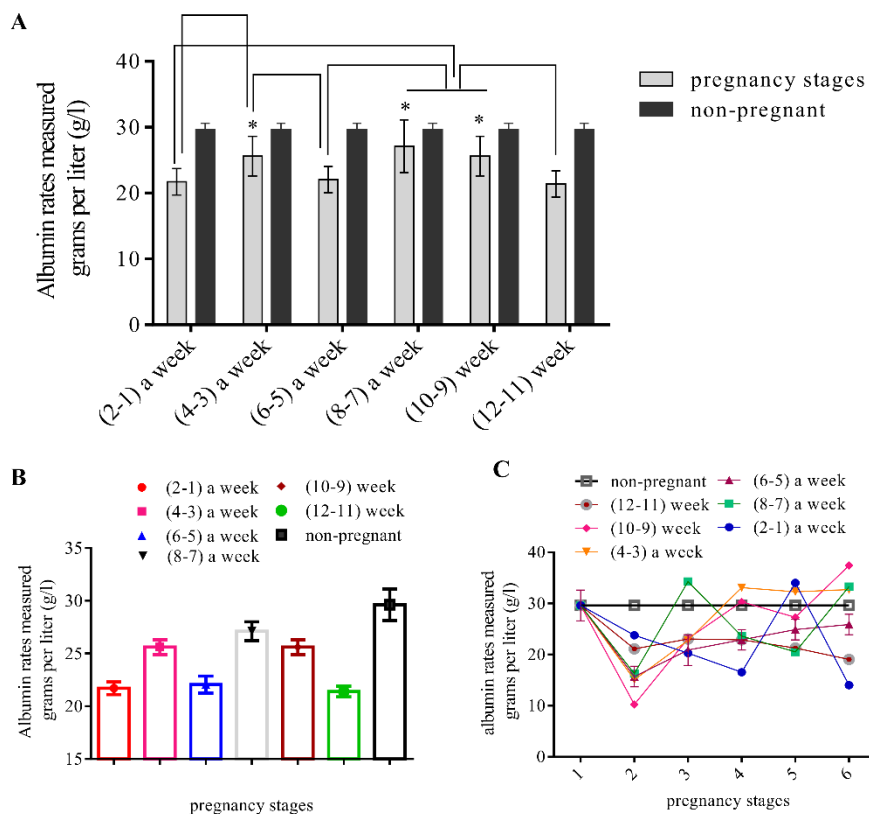 A
Albumin rates measured
grams per liter (g/l)
40
30
20
10
0
*
*
*
pregnancy stages
non-pregnant
(2-1) a week
(4-3) a week
(6-5) a week
(8-7) a week
(10-9) week
(12-11) week
B
(2-1) a week
(4-3) a week
(6-5) a week
(8-7) a week
(10-9) week
(12-11) week
non-pregnant
Albumin rates measured
grams per liter (g/l)
35
30
25
20
15
pregnancy stages
C
non-pregnant
(12-11) week
(10-9) week
(4-3) a week
(6-5) a week
(8-7) a week
(2-1) a week
albumin rates measured
grams per liter (g/l)
40
30
20
10
0
1
2
3
4
5
6
pregnancy stages